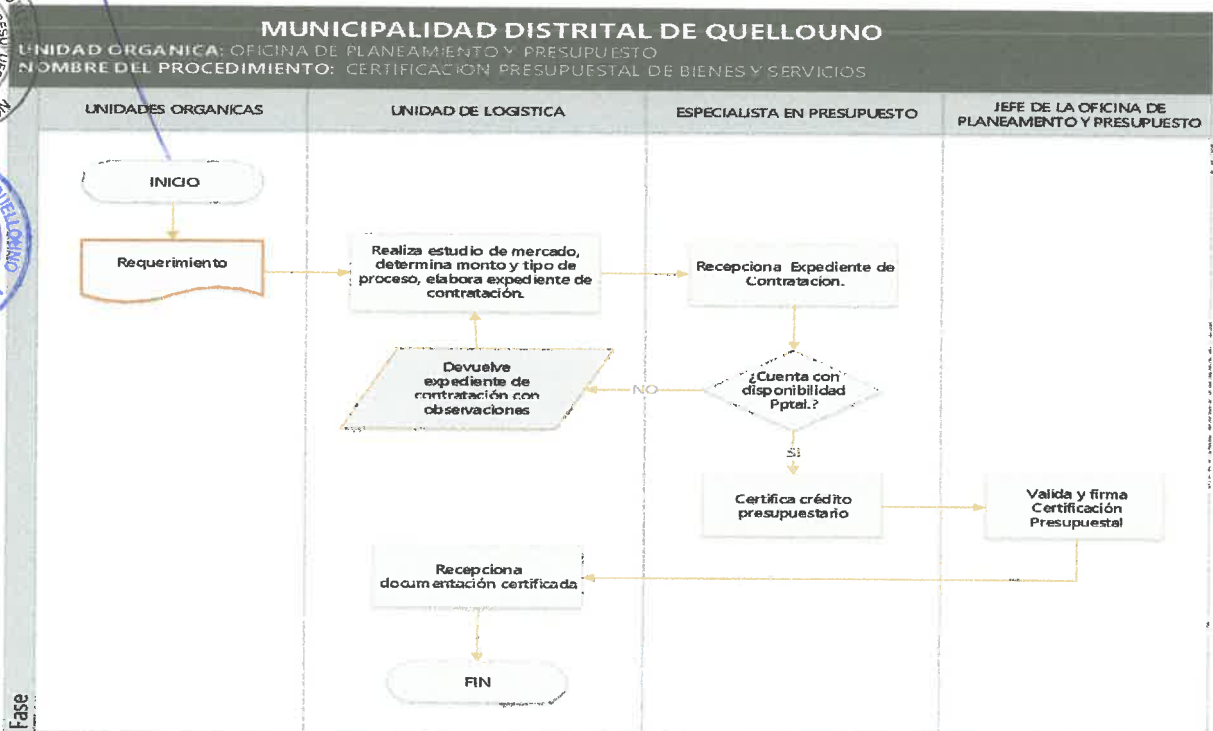 MUNICIPALIDAD DISTRITAL DE QUELLOUNO
UNIDAD ORGANICA: OFICINA DE PLANEAMIENTO Y PRESUPUESTO
NOMBRE DEL PROCEDIMIENTO: CERTIFICACION PRESUPUESTAL DE BIENES Y SERVICIOS
UNIDADES ORGANICAS
UNIDAD DE LOGISTICA
ESPECIALISTA EN PRESUPUESTO
JEFE DE LA OFICINA DE
PLANEAMENTO Y PRESUPUESTO
INICIO
Requerimiento
Realiza estudio de mercado,
determina monto y tipo de
proceso, elabora expediente de
contratación.
Recepciona Expediente de
Contratacion.
Devuelve
expediente de
contratación con
observaciones
NO
¿Cuenta con
disponibilidad
Pptal.?
SI
Certifica crédito
presupuestario
Valida y firma
Certificación
Presupuestal
Recepciona
documentación certificada
FIN
Fase